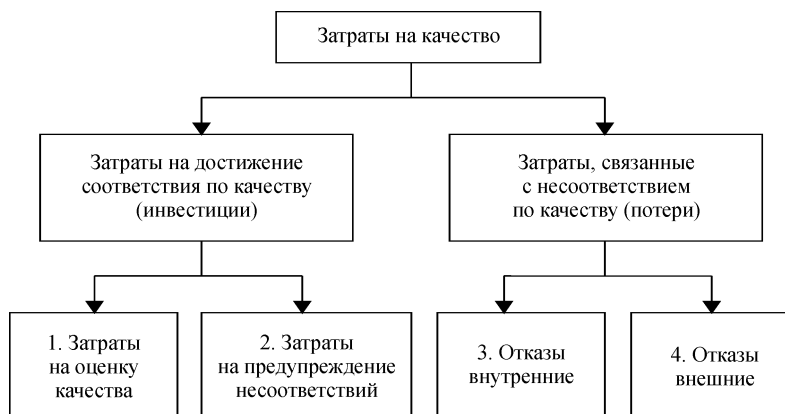 Затраты на качество
Затраты на достижение
соответствия по качеству
(инвестиции)
Затраты, связанные
с несоответствием
по качеству (потери)
1. Затраты
на оценку
качества
2. Затраты
на предупреждение
несоответствий
3. Отказы
внутренние
4. Отказы
внешние